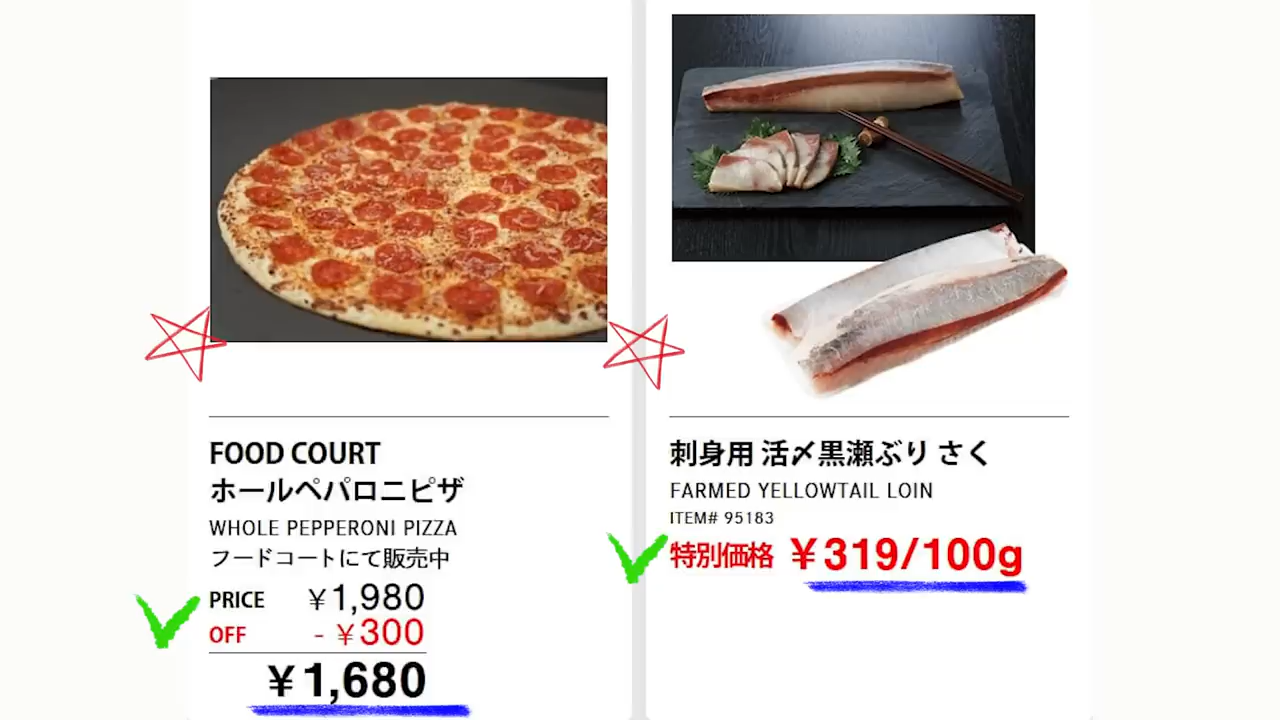 FOOD COURT
ホールペパロニピザ
WHOLE PEPPERONI PIZZA
フードコートにて販売中
PRICE ¥1,980
OFF - ¥300
¥1,680
刺身用 活〆黒瀬ぶり さく
FARMED YELLOWTAIL LOIN
ITEM# 95183
特別価格 ¥319/100g